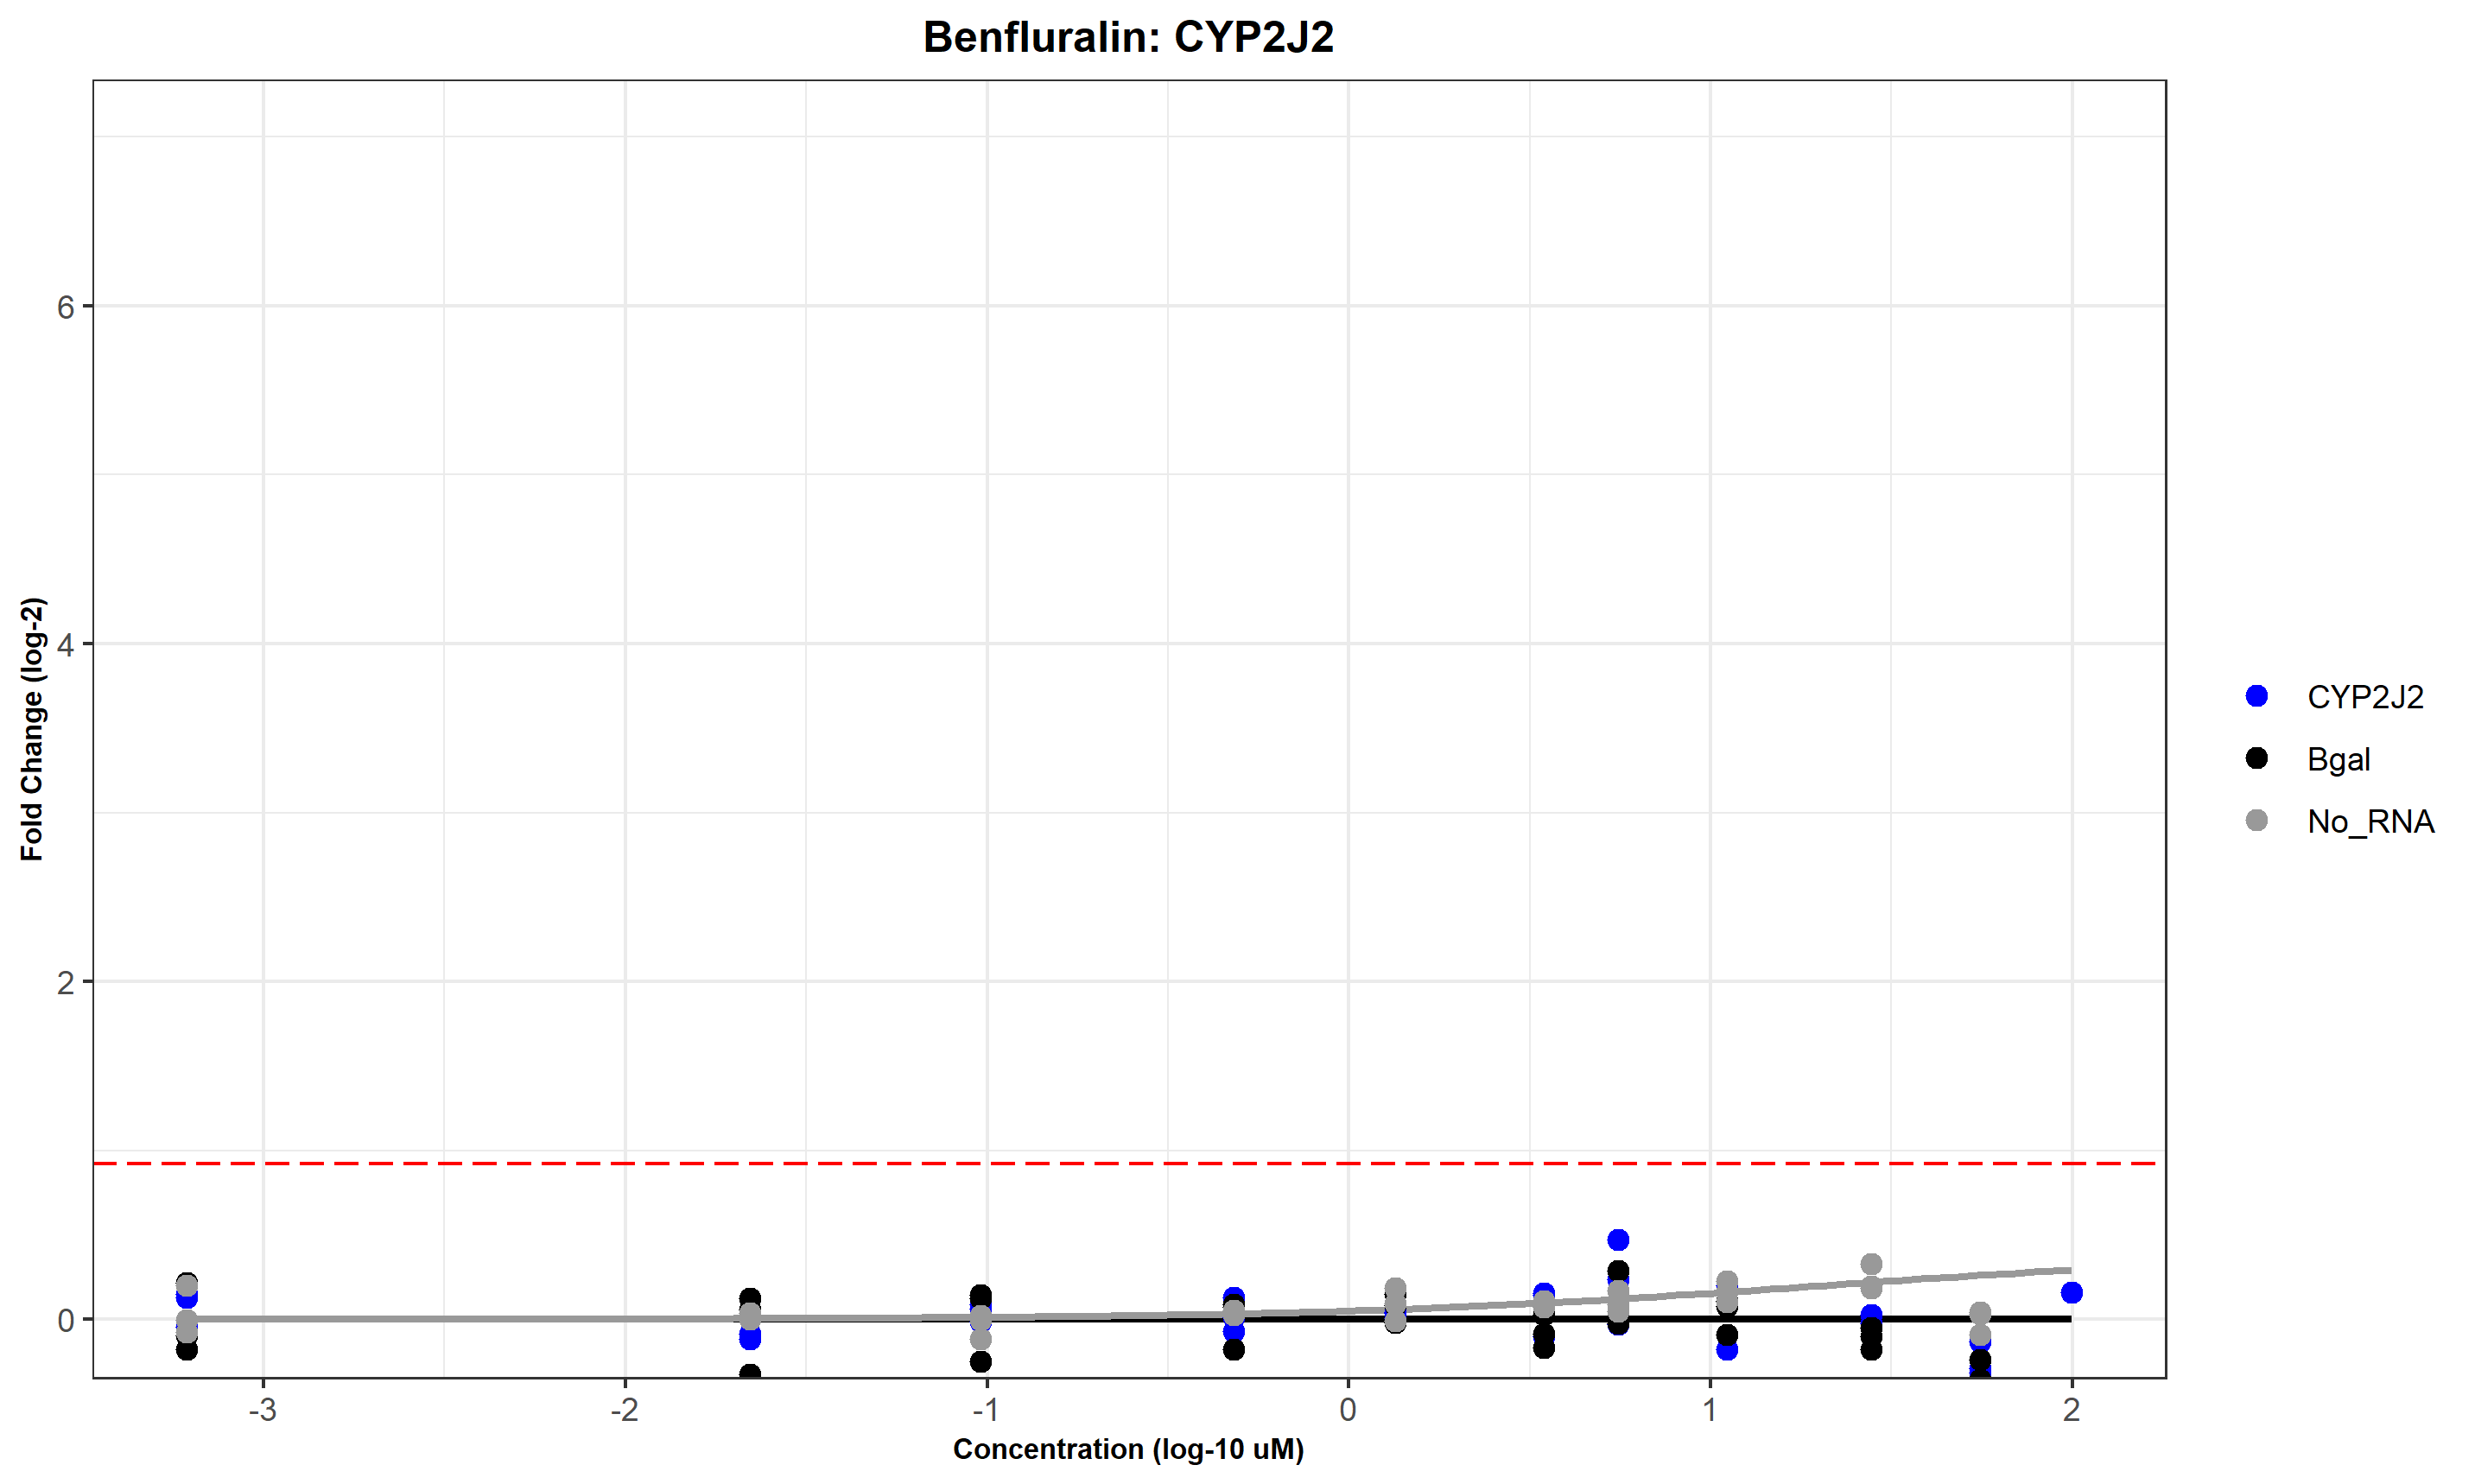 Benfluralin: CYP2J2
Fold Change (log-2)
6
4
2
0
-3
-2
-1
0
1
2
Concentration (log-10 uM)
CYP2J2
Bgal
No_RNA